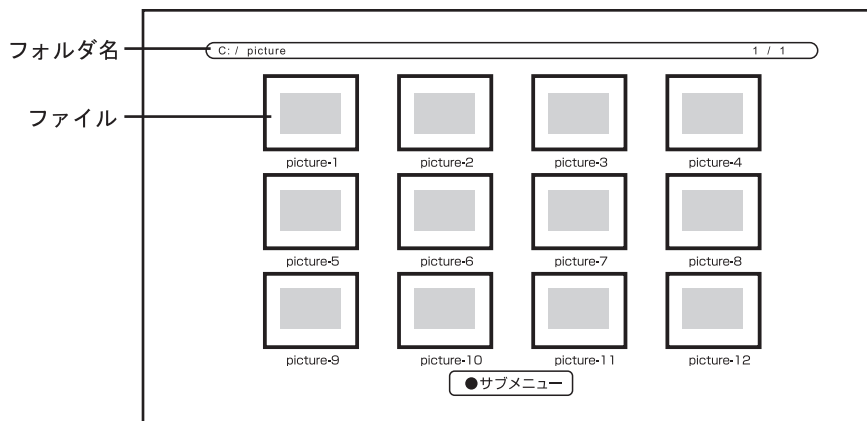 フォルダ名
C: / picture 1 / 1
ファイル
picture-1 picture-2 picture-3 picture-4
picture-5 picture-6 picture-7 picture-8
picture-9 picture-10 picture-11 picture-12
●サブメニュー